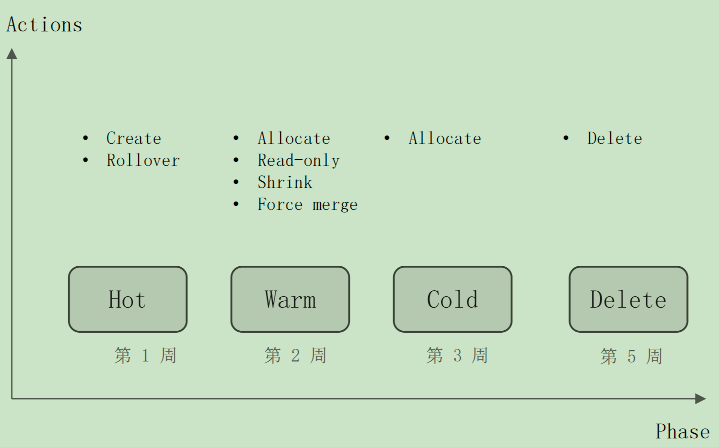 Actions
• Create
• Rollover
• Allocate
• Read-only
• Shrink
• Force merge
• Allocate
• Delete
Hot
Warm
Cold
Delete
第 1 周
第 2 周
第 3 周
第 5 周
Phase